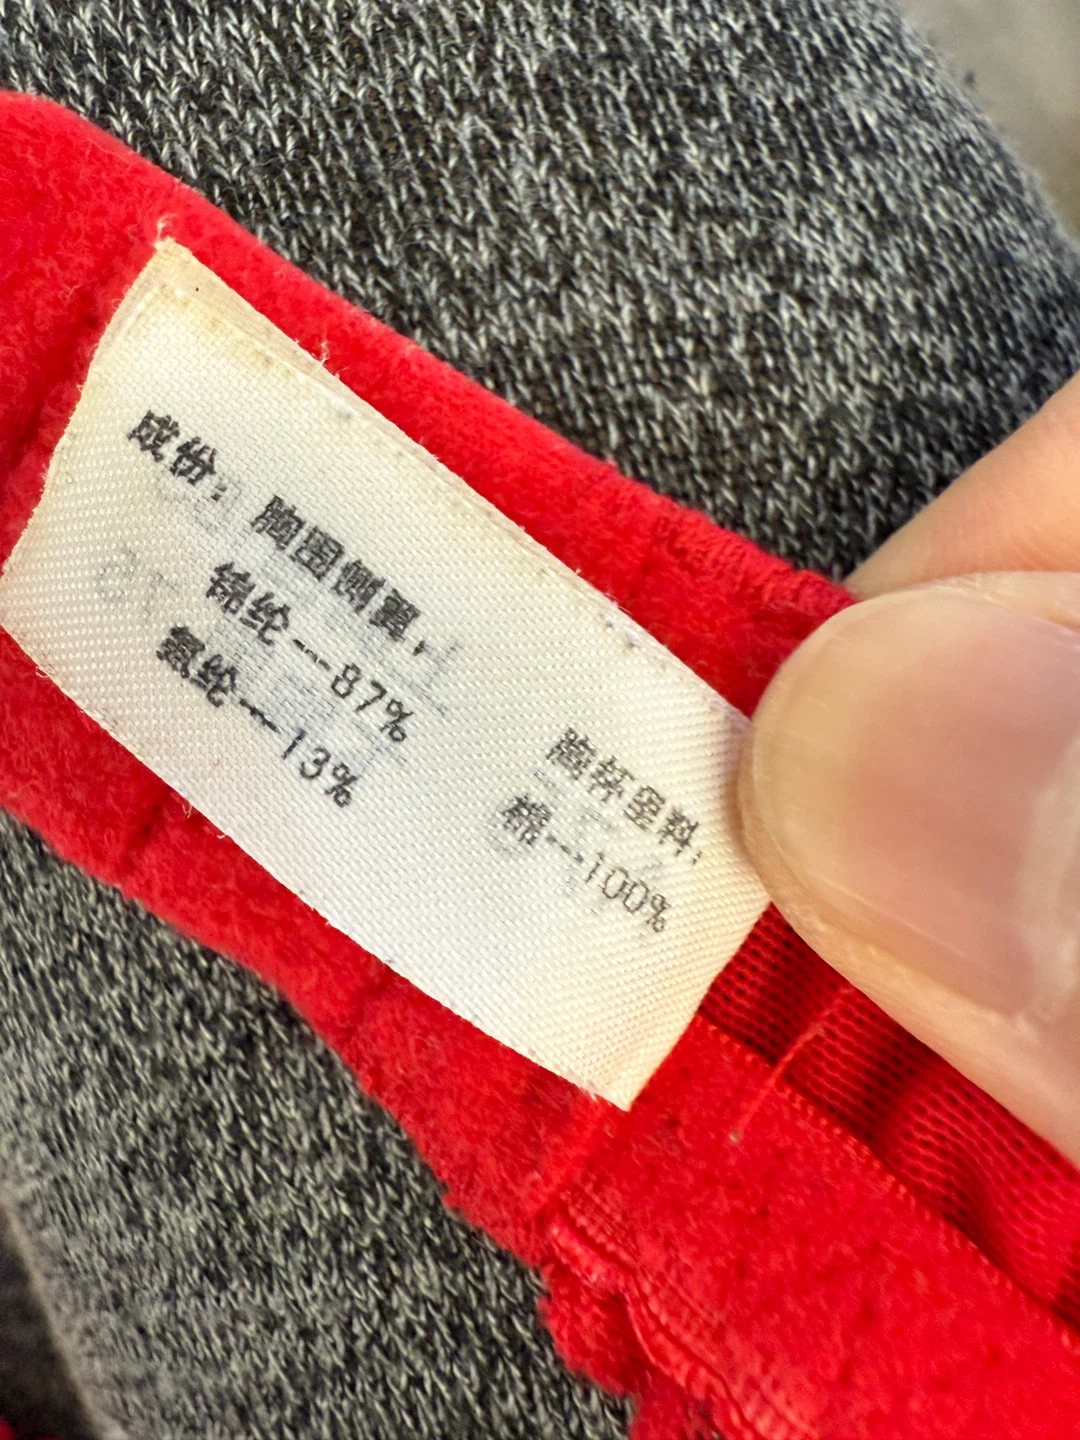 成份：
胸围侧翼，
锦纶---87%
氨纶---13%
胸杯里料，
棉---100%